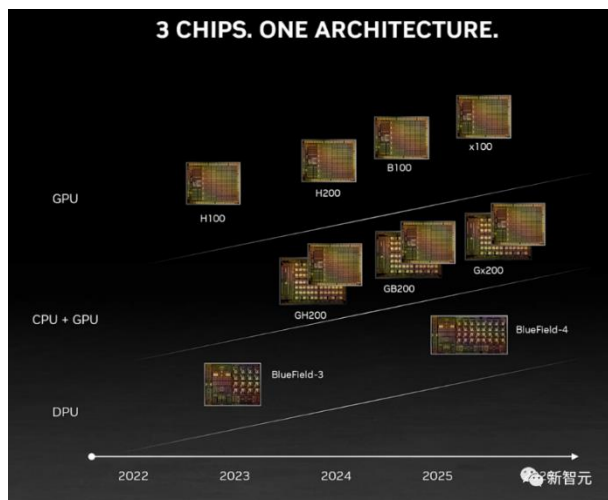 3 CHIPS. ONE ARCHITECTURE.
x100
B100
H200
H100
GPU
Gx200
GB200
GH200
CPU + GPU
BlueField-4
BlueField-3
DPU
2022 2023 2024 2025
新智元